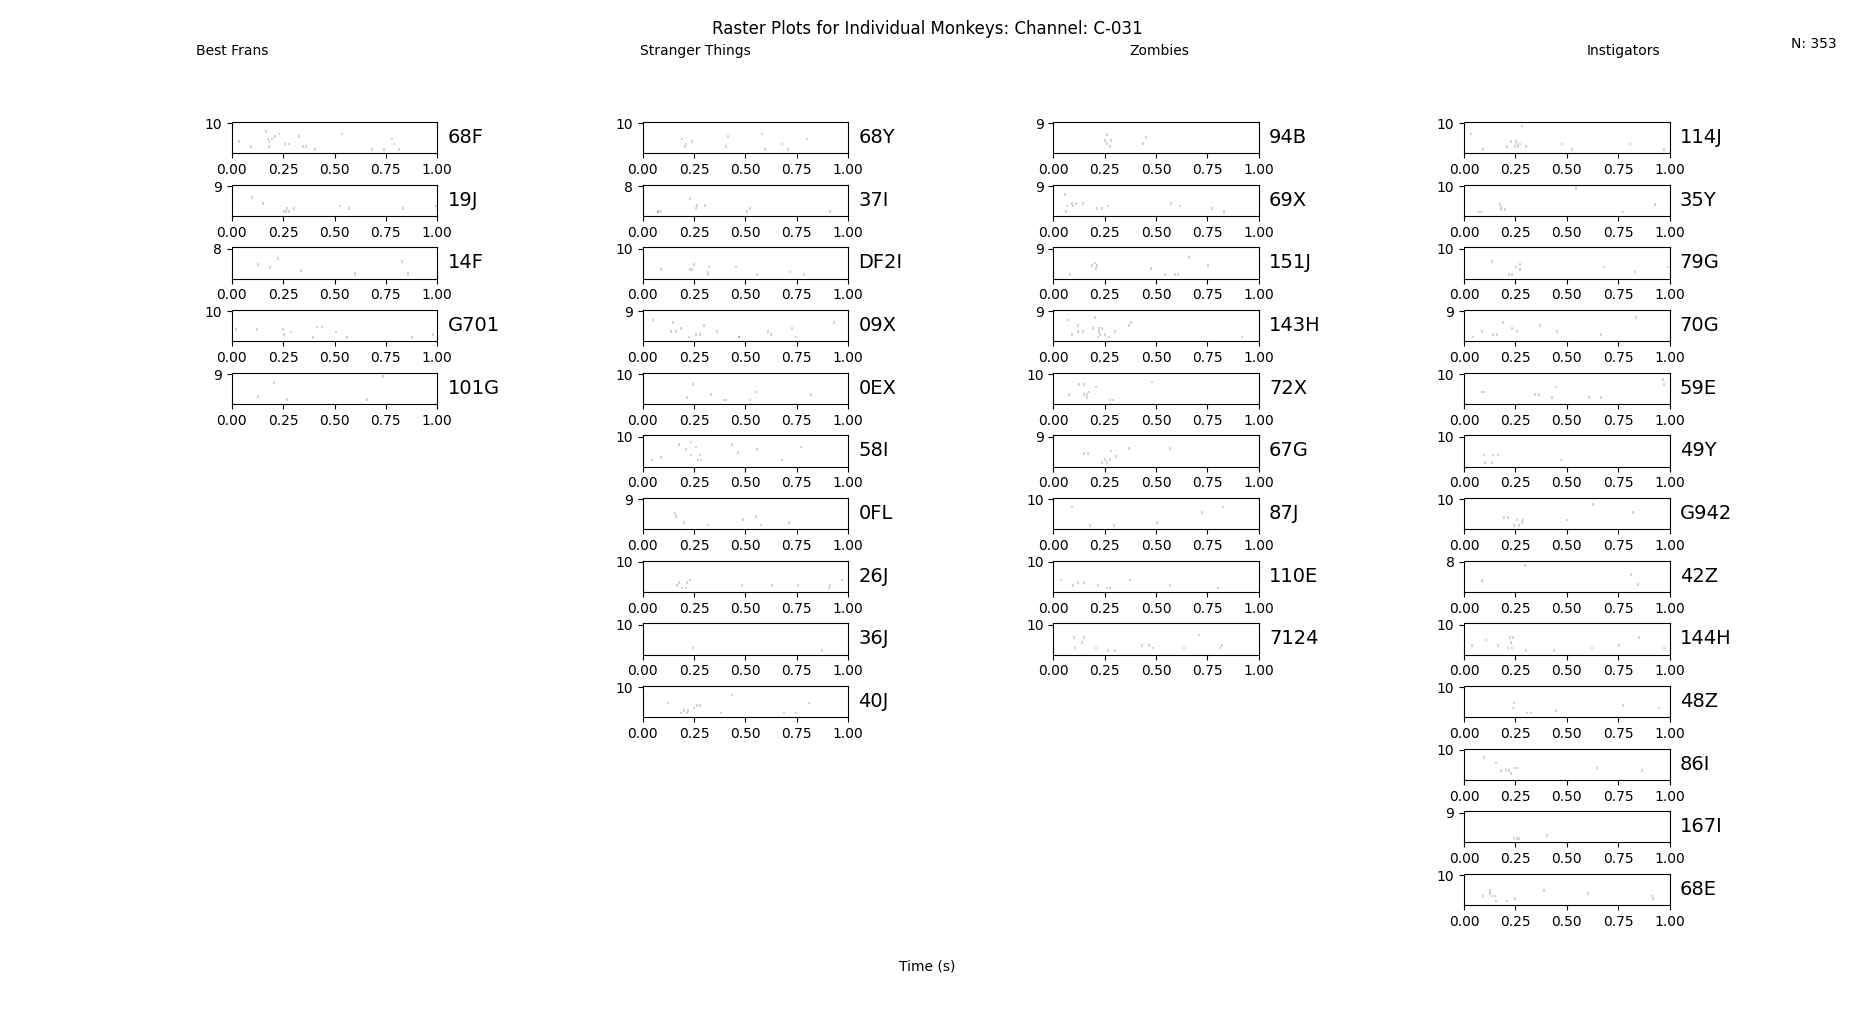 Raster Plots for Individual Monkeys: Channel: C-031
Best Frans Stranger Things Zombies Instigators N: 353
10 68F 10 68Y 9 94B 10 114J
0.00 0.25 0.50 0.75 1.00 0.00 0.25 0.50 0.75 1.00 0.00 0.25 0.50 0.75 1.00 0.00 0.25 0.50 0.75 1.00
9 19J 8 37I 9 69X 10 35Y
0.00 0.25 0.50 0.75 1.00 0.00 0.25 0.50 0.75 1.00 0.00 0.25 0.50 0.75 1.00 0.00 0.25 0.50 0.75 1.00
8 14F 10 DF2I 9 151J 10 79G
0.00 0.25 0.50 0.75 1.00 0.00 0.25 0.50 0.75 1.00 0.00 0.25 0.50 0.75 1.00 0.00 0.25 0.50 0.75 1.00
10 G701 9 09X 9 143H 10 70G
0.00 0.25 0.50 0.75 1.00 0.00 0.25 0.50 0.75 1.00 0.00 0.25 0.50 0.75 1.00 0.00 0.25 0.50 0.75 1.00
9 101G 10 0EX 10 72X 10 59E
0.00 0.25 0.50 0.75 1.00 0.00 0.25 0.50 0.75 1.00 0.00 0.25 0.50 0.75 1.00 0.00 0.25 0.50 0.75 1.00
10 58I 9 67G 10 49Y
0.00 0.25 0.50 0.75 1.00 0.00 0.25 0.50 0.75 1.00 0.00 0.25 0.50 0.75 1.00
9 0FL 10 87J 10 G942
0.00 0.25 0.50 0.75 1.00 0.00 0.25 0.50 0.75 1.00 0.00 0.25 0.50 0.75 1.00
10 26J 10 110E 8 42Z
0.00 0.25 0.50 0.75 1.00 0.00 0.25 0.50 0.75 1.00 0.00 0.25 0.50 0.75 1.00
10 36J 10 7124 10 144H
0.00 0.25 0.50 0.75 1.00 0.00 0.25 0.50 0.75 1.00 0.00 0.25 0.50 0.75 1.00
10 40J 10 48Z
0.00 0.25 0.50 0.75 1.00 0.00 0.25 0.50 0.75 1.00
10 86I
0.00 0.25 0.50 0.75 1.00
9 167I
0.00 0.25 0.50 0.75 1.00
10 68E
0.00 0.25 0.50 0.75 1.00
Time (s)